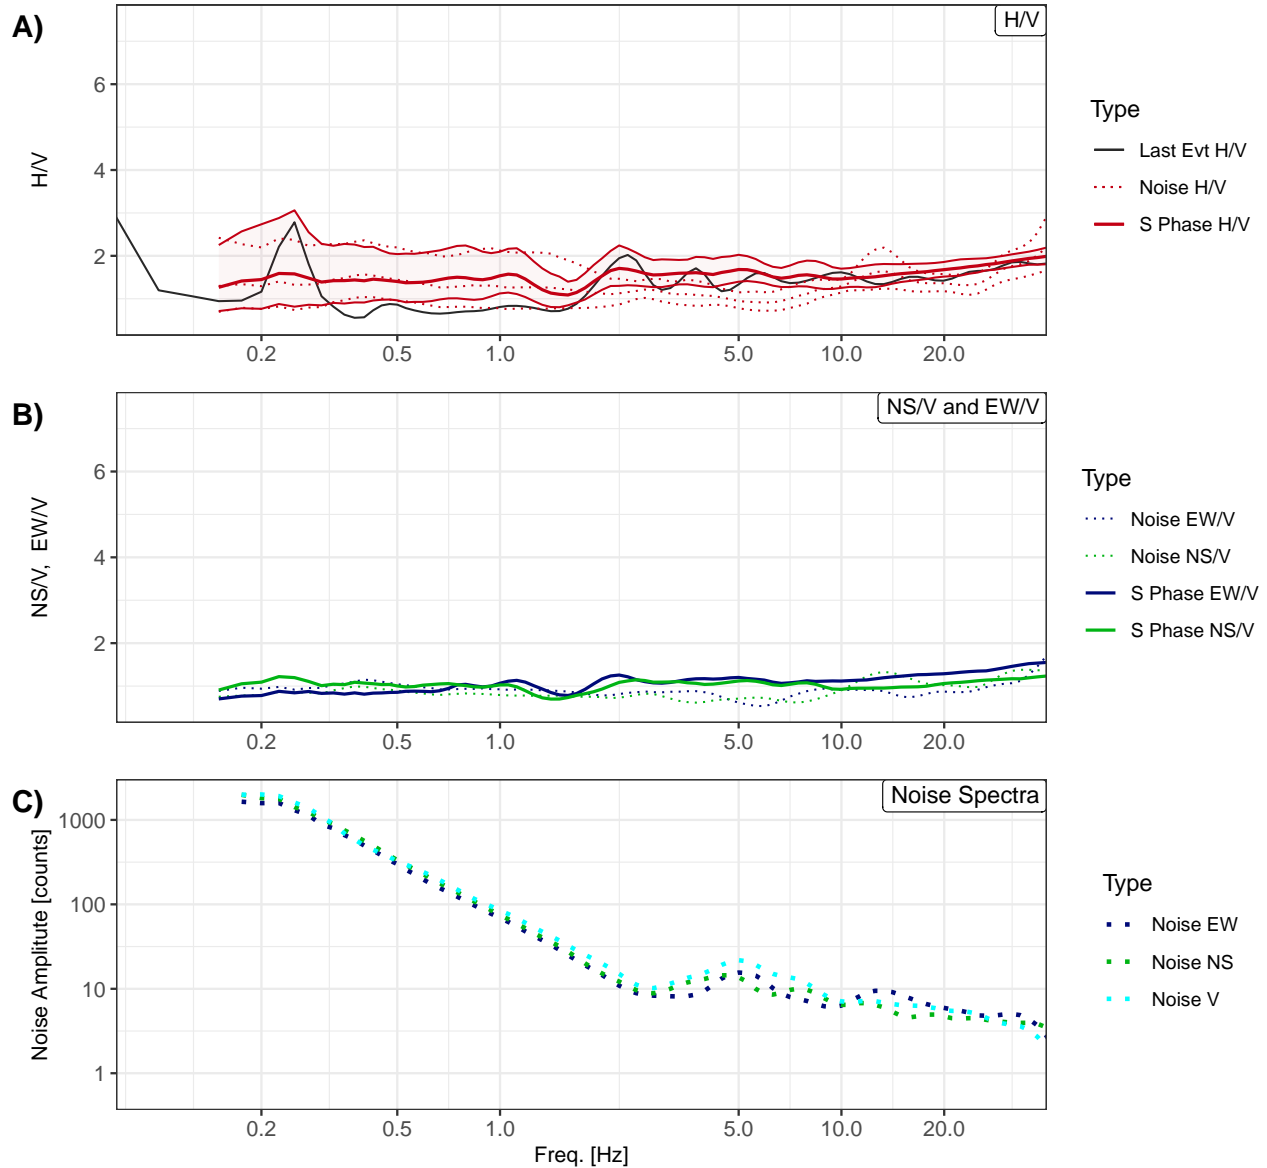 A)
H/V
6
4
2
H/V
0.2 0.5 1.0 5.0 10.0 20.0
Type
Last Evt H/V
Noise H/V
S Phase H/V
B)
NS/V and EW/V
6
4
2
NS/V, EW/V
0.2 0.5 1.0 5.0 10.0 20.0
Type
Noise EW/V
Noise NS/V
S Phase EW/V
S Phase NS/V
C)
Noise Spectra
1000
100
10
1
Noise Amplitute [counts]
0.2 0.5 1.0 5.0 10.0 20.0
Freq. [Hz]
Type
Noise EW
Noise NS
Noise V